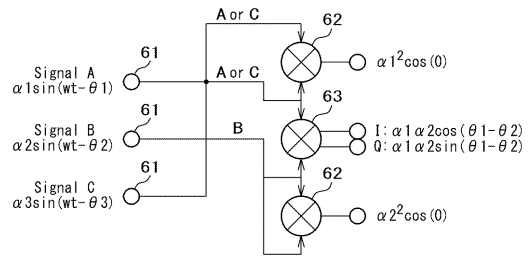 A or C
62
61
Signal A
α1sin(wt-θ1)
A or C
α1²cos(0)
61
63
Signal B
α2sin(wt-θ2)
B
I:α1α2cos(θ1-θ2)
Q:α1α2sin(θ1-θ2)
61
62
Signal C
α3sin(wt-θ3)
α2²cos(0)